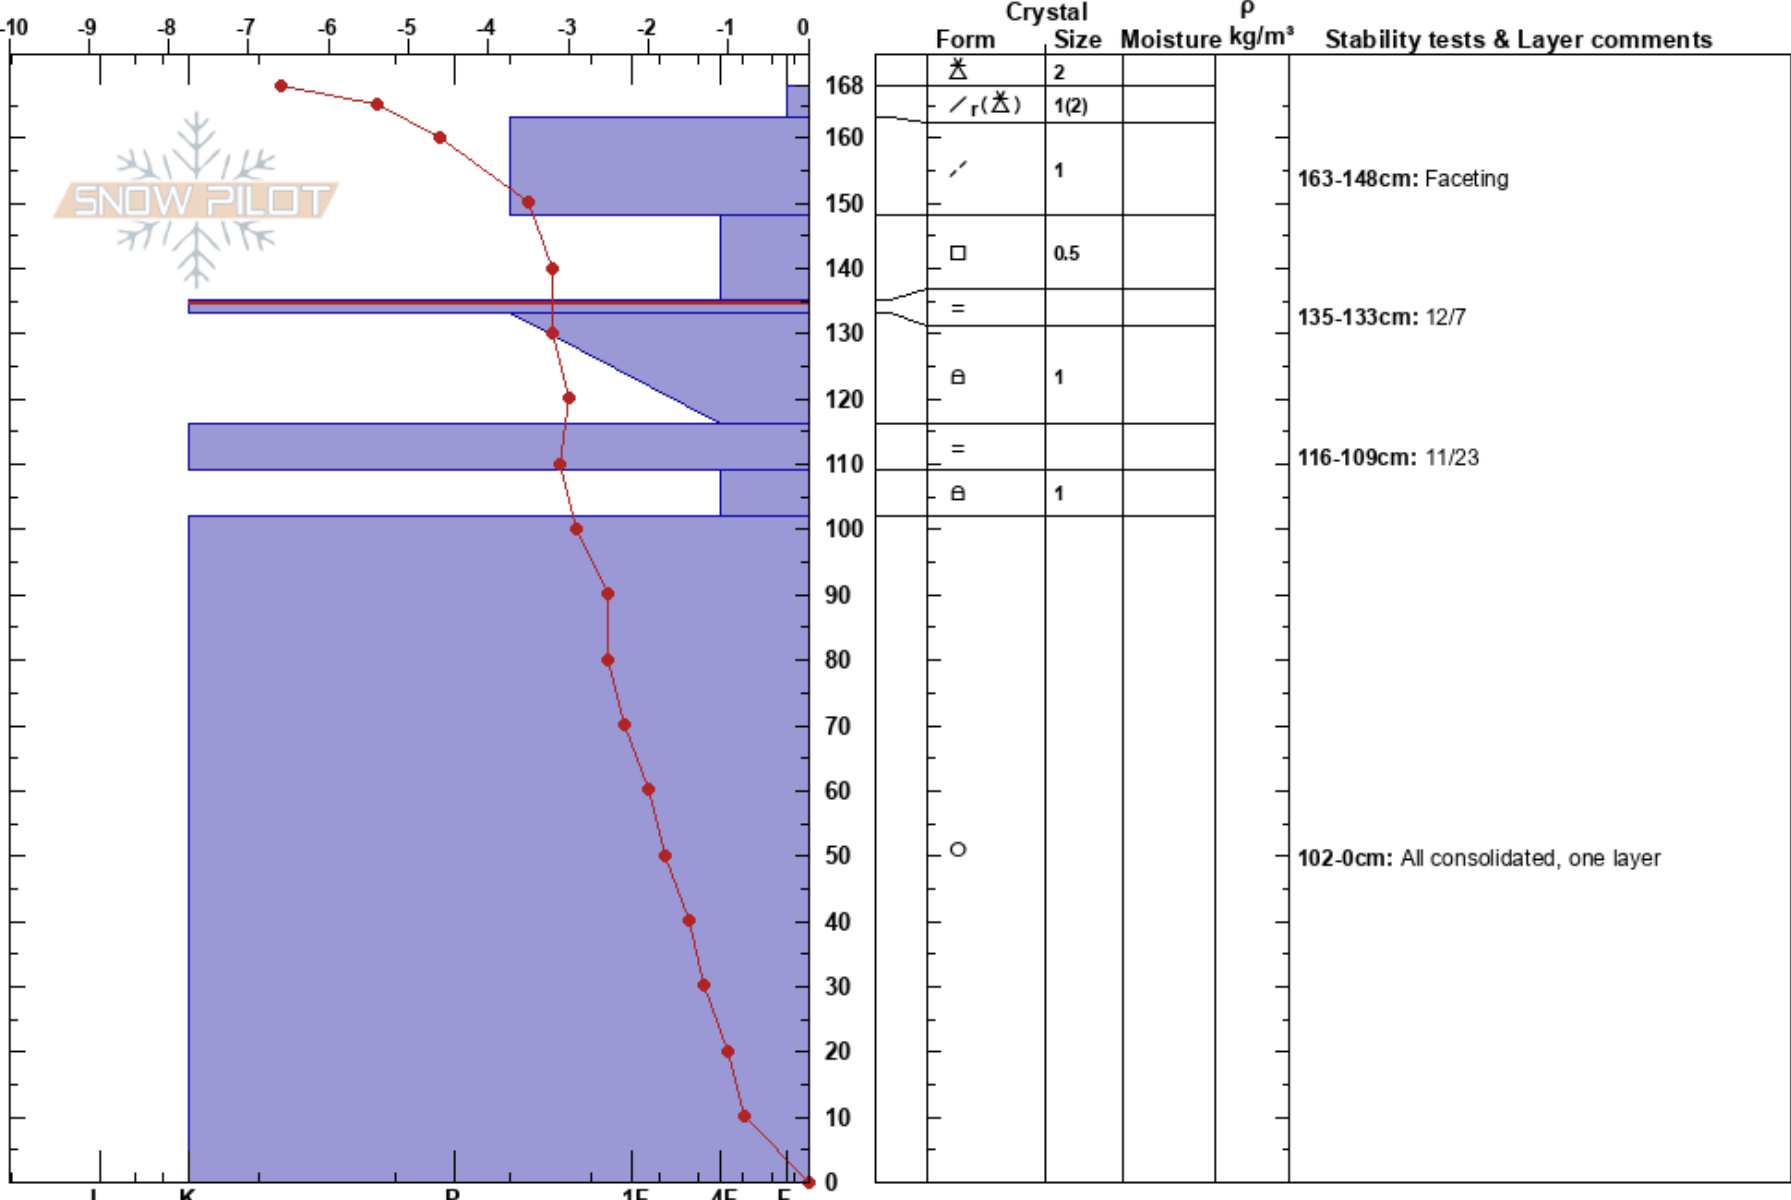 Crystal ρ
-10 -9 -8 -7 -6 -5 -4 -3 -2 -1 0 Form Size Moisture kg/m³ Stability tests & Layer comments
2
168
r( ) 1(2)
160
SNOW PILOT
1 163-148cm: Faceting
150
140 0.5
= 135-133cm: 12/7
130
1
120
= 116-109cm: 11/23
110
1
100
90
80
70
60
50 102-0cm: All consolidated, one layer
40
30
20
10
0
I K P 1F 4F F